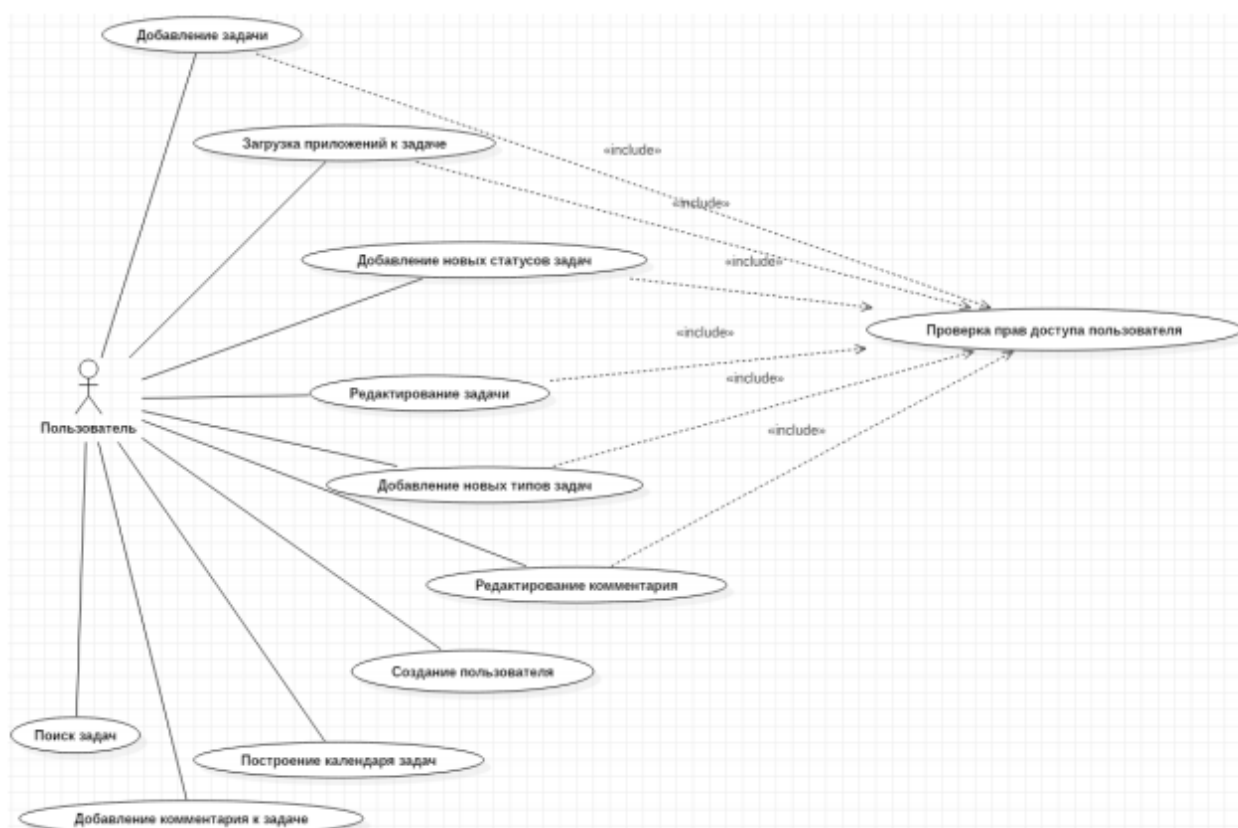 Добавление задачи
Загрузка приложений к задаче
«include»
«include»
Добавление новых статусов задач
«include»
Проверка прав доступа пользователя
«include»
«include»
Редактирование задачи
Пользователь
«include»
Добавление новых типов задач
Редактирование комментария
Создание пользователя
Поиск задач
Построение календаря задач
Добавление комментария к задаче